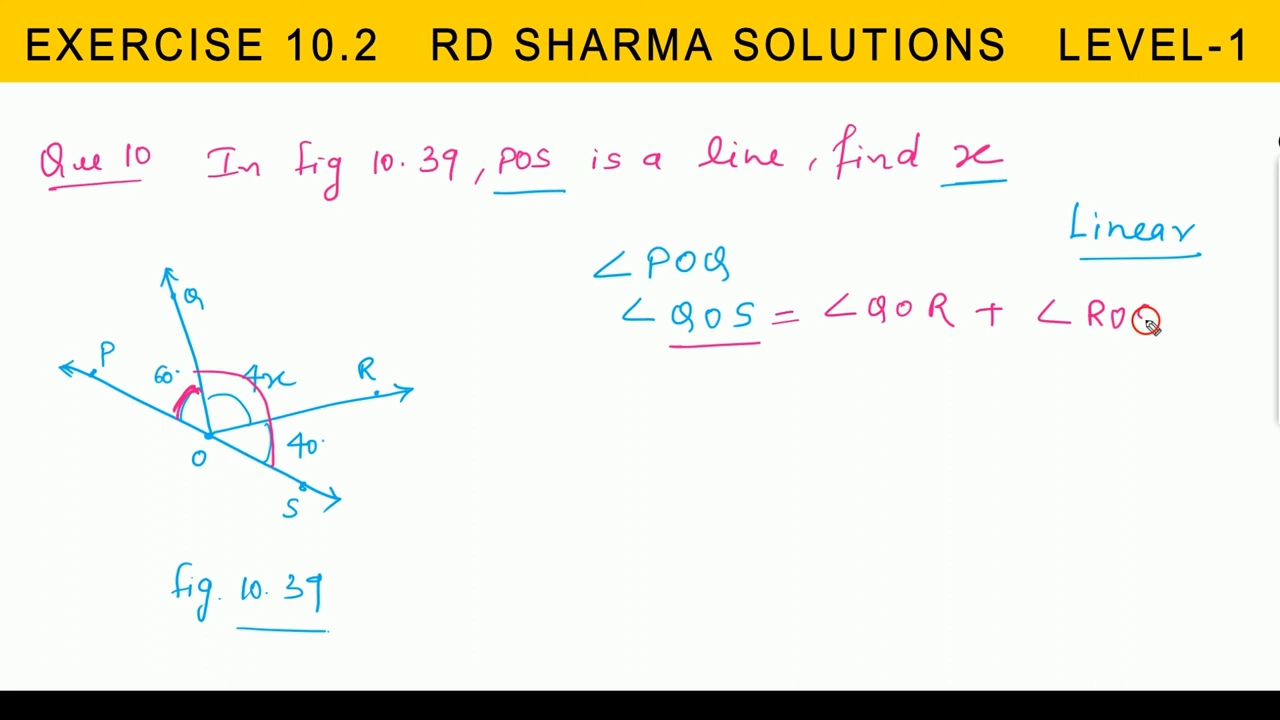 EXERCISE 10.2 RD SHARMA SOLUTIONS LEVEL-1
Que 10 In fig 10.39, POS is a line, find x
Linear
∠POQ
∠QOS = ∠QOR + ∠RO
Q
P
60°
4x
R
40°
O
S
fig. 10.39